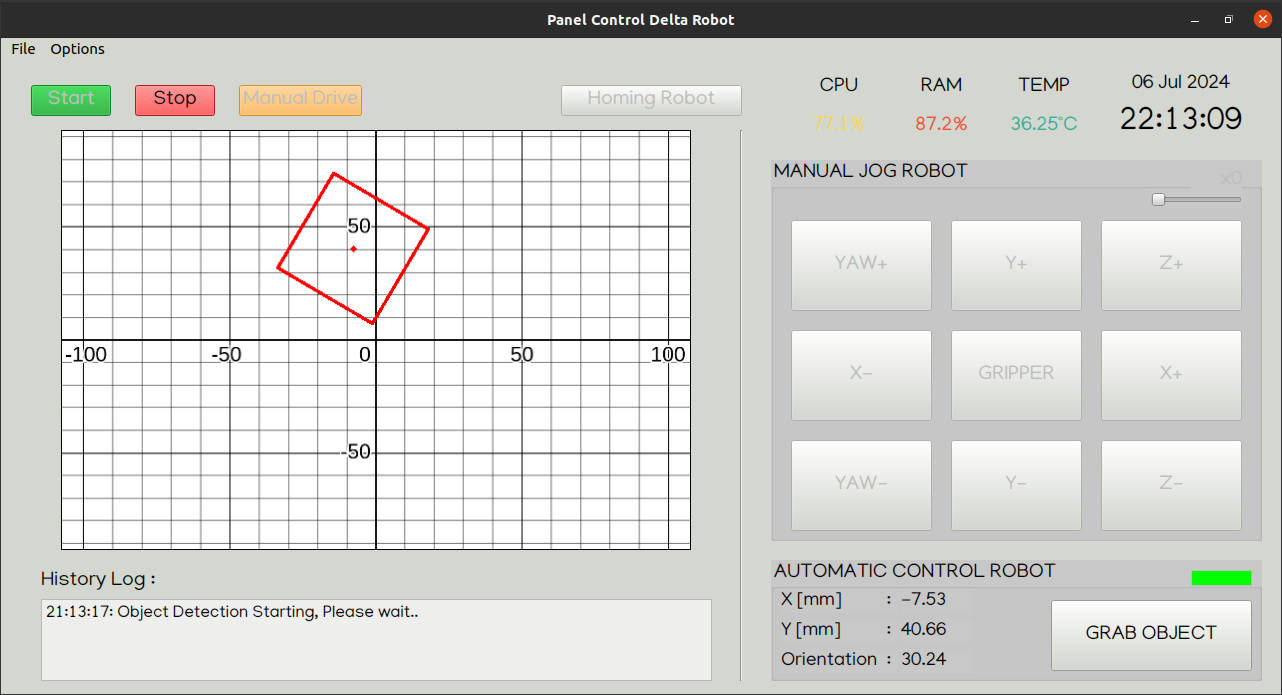 Panel Control Delta Robot
File Options
Start Stop Manual Drive Homing Robot
CPU RAM TEMP 06 Jul 2024
77.1% 87.2% 36.25°C 22:13:09
MANUAL JOG ROBOT
x0
YAW+ Y+ Z+
X- GRIPPER X+
YAW- Y- Z-
50
-100 -50 0 50 100
-50
History Log :
21:13:17: Object Detection Starting, Please wait..
AUTOMATIC CONTROL ROBOT
X [mm] : -7.53
Y [mm] : 40.66
Orientation : 30.24
GRAB OBJECT